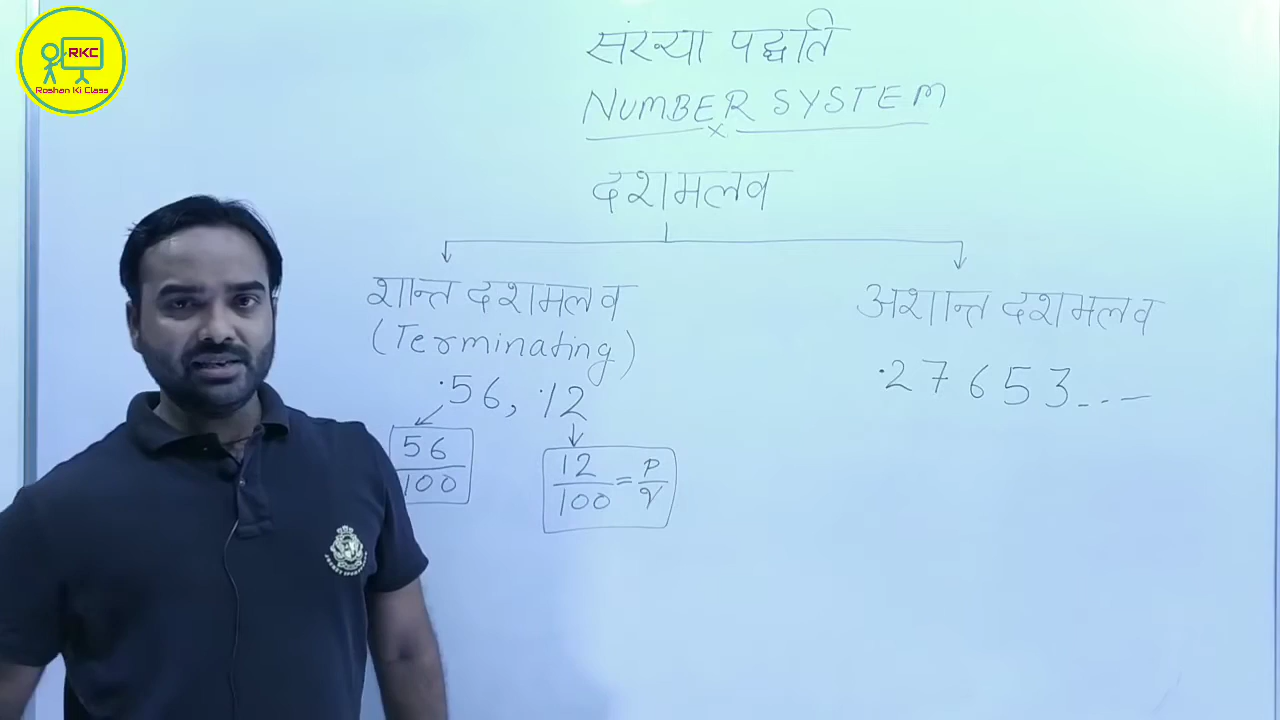 RKC
Roshan Ki Class
संख्या पद्धति
NUMBER SYSTEM
x
दशमलव
शान्त दशमलव
(Terminating)
.56, .12
56/100
12/100 = p/q
अशान्त दशमलव
.27653...